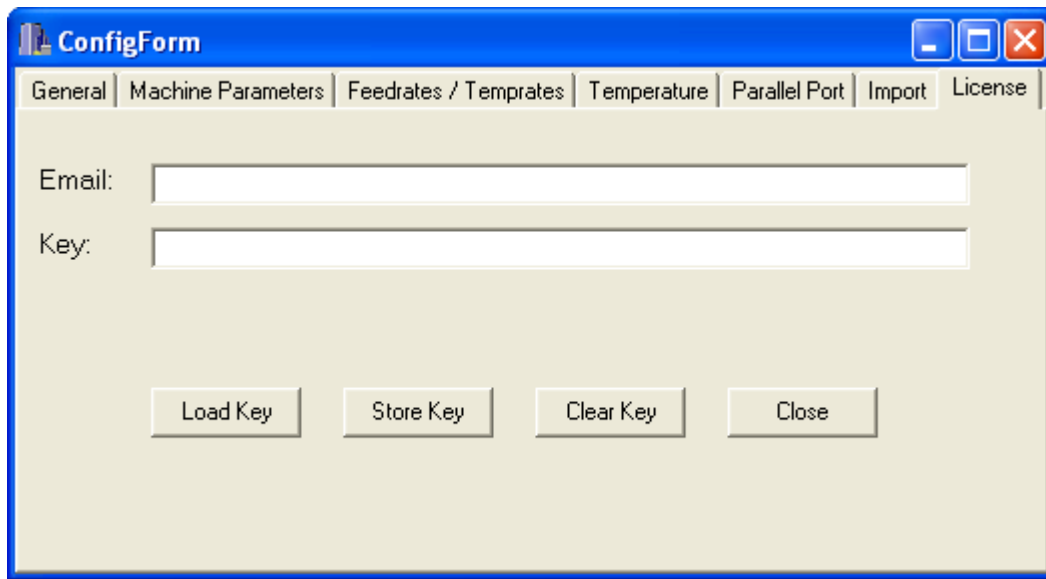 ConfigForm
General Machine Parameters Feedrates / Temprates Temperature Parallel Port Import License
Email:
Key:
Load Key Store Key Clear Key Close